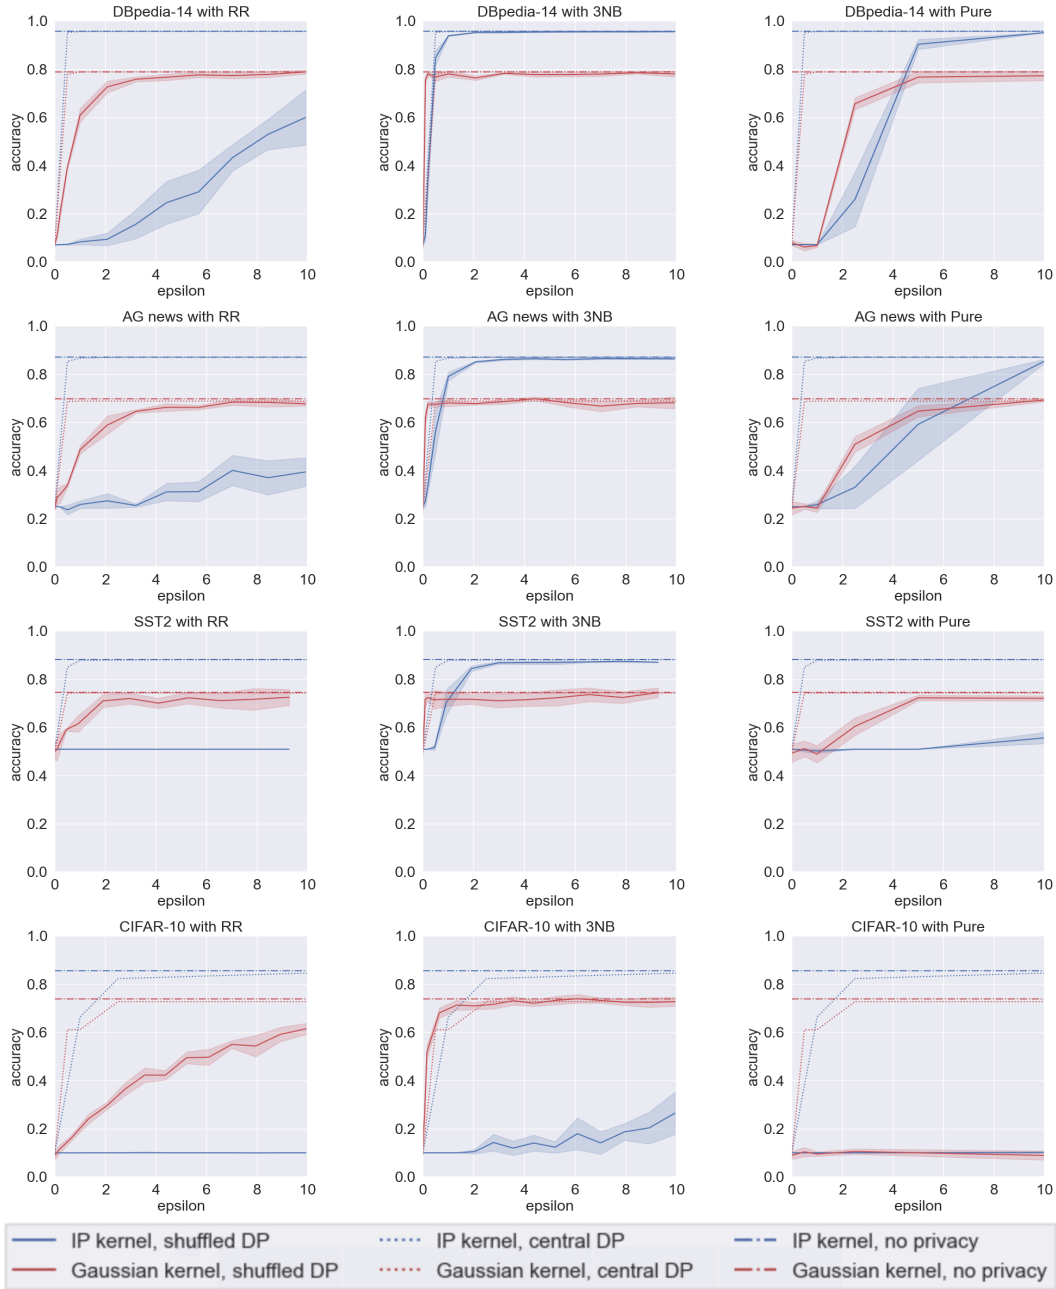 DBpedia-14 with RR
DBpedia-14 with 3NB
DBpedia-14 with Pure
1.0
0.8
0.6
0.4
0.2
0.0
accuracy
0 2 4 6 8 10
epsilon
1.0
0.8
0.6
0.4
0.2
0.0
accuracy
0 2 4 6 8 10
epsilon
1.0
0.8
0.6
0.4
0.2
0.0
accuracy
0 2 4 6 8 10
epsilon
AG news with RR
AG news with 3NB
AG news with Pure
1.0
0.8
0.6
0.4
0.2
0.0
accuracy
0 2 4 6 8 10
epsilon
1.0
0.8
0.6
0.4
0.2
0.0
accuracy
0 2 4 6 8 10
epsilon
1.0
0.8
0.6
0.4
0.2
0.0
accuracy
0 2 4 6 8 10
epsilon
SST2 with RR
SST2 with 3NB
SST2 with Pure
1.0
0.8
0.6
0.4
0.2
0.0
accuracy
0 2 4 6 8 10
epsilon
1.0
0.8
0.6
0.4
0.2
0.0
accuracy
0 2 4 6 8 10
epsilon
1.0
0.8
0.6
0.4
0.2
0.0
accuracy
0 2 4 6 8 10
epsilon
CIFAR-10 with RR
CIFAR-10 with 3NB
CIFAR-10 with Pure
1.0
0.8
0.6
0.4
0.2
0.0
accuracy
0 2 4 6 8 10
epsilon
1.0
0.8
0.6
0.4
0.2
0.0
accuracy
0 2 4 6 8 10
epsilon
1.0
0.8
0.6
0.4
0.2
0.0
accuracy
0 2 4 6 8 10
epsilon
IP kernel, shuffled DP
IP kernel, central DP
IP kernel, no privacy
Gaussian kernel, shuffled DP
Gaussian kernel, central DP
Gaussian kernel, no privacy